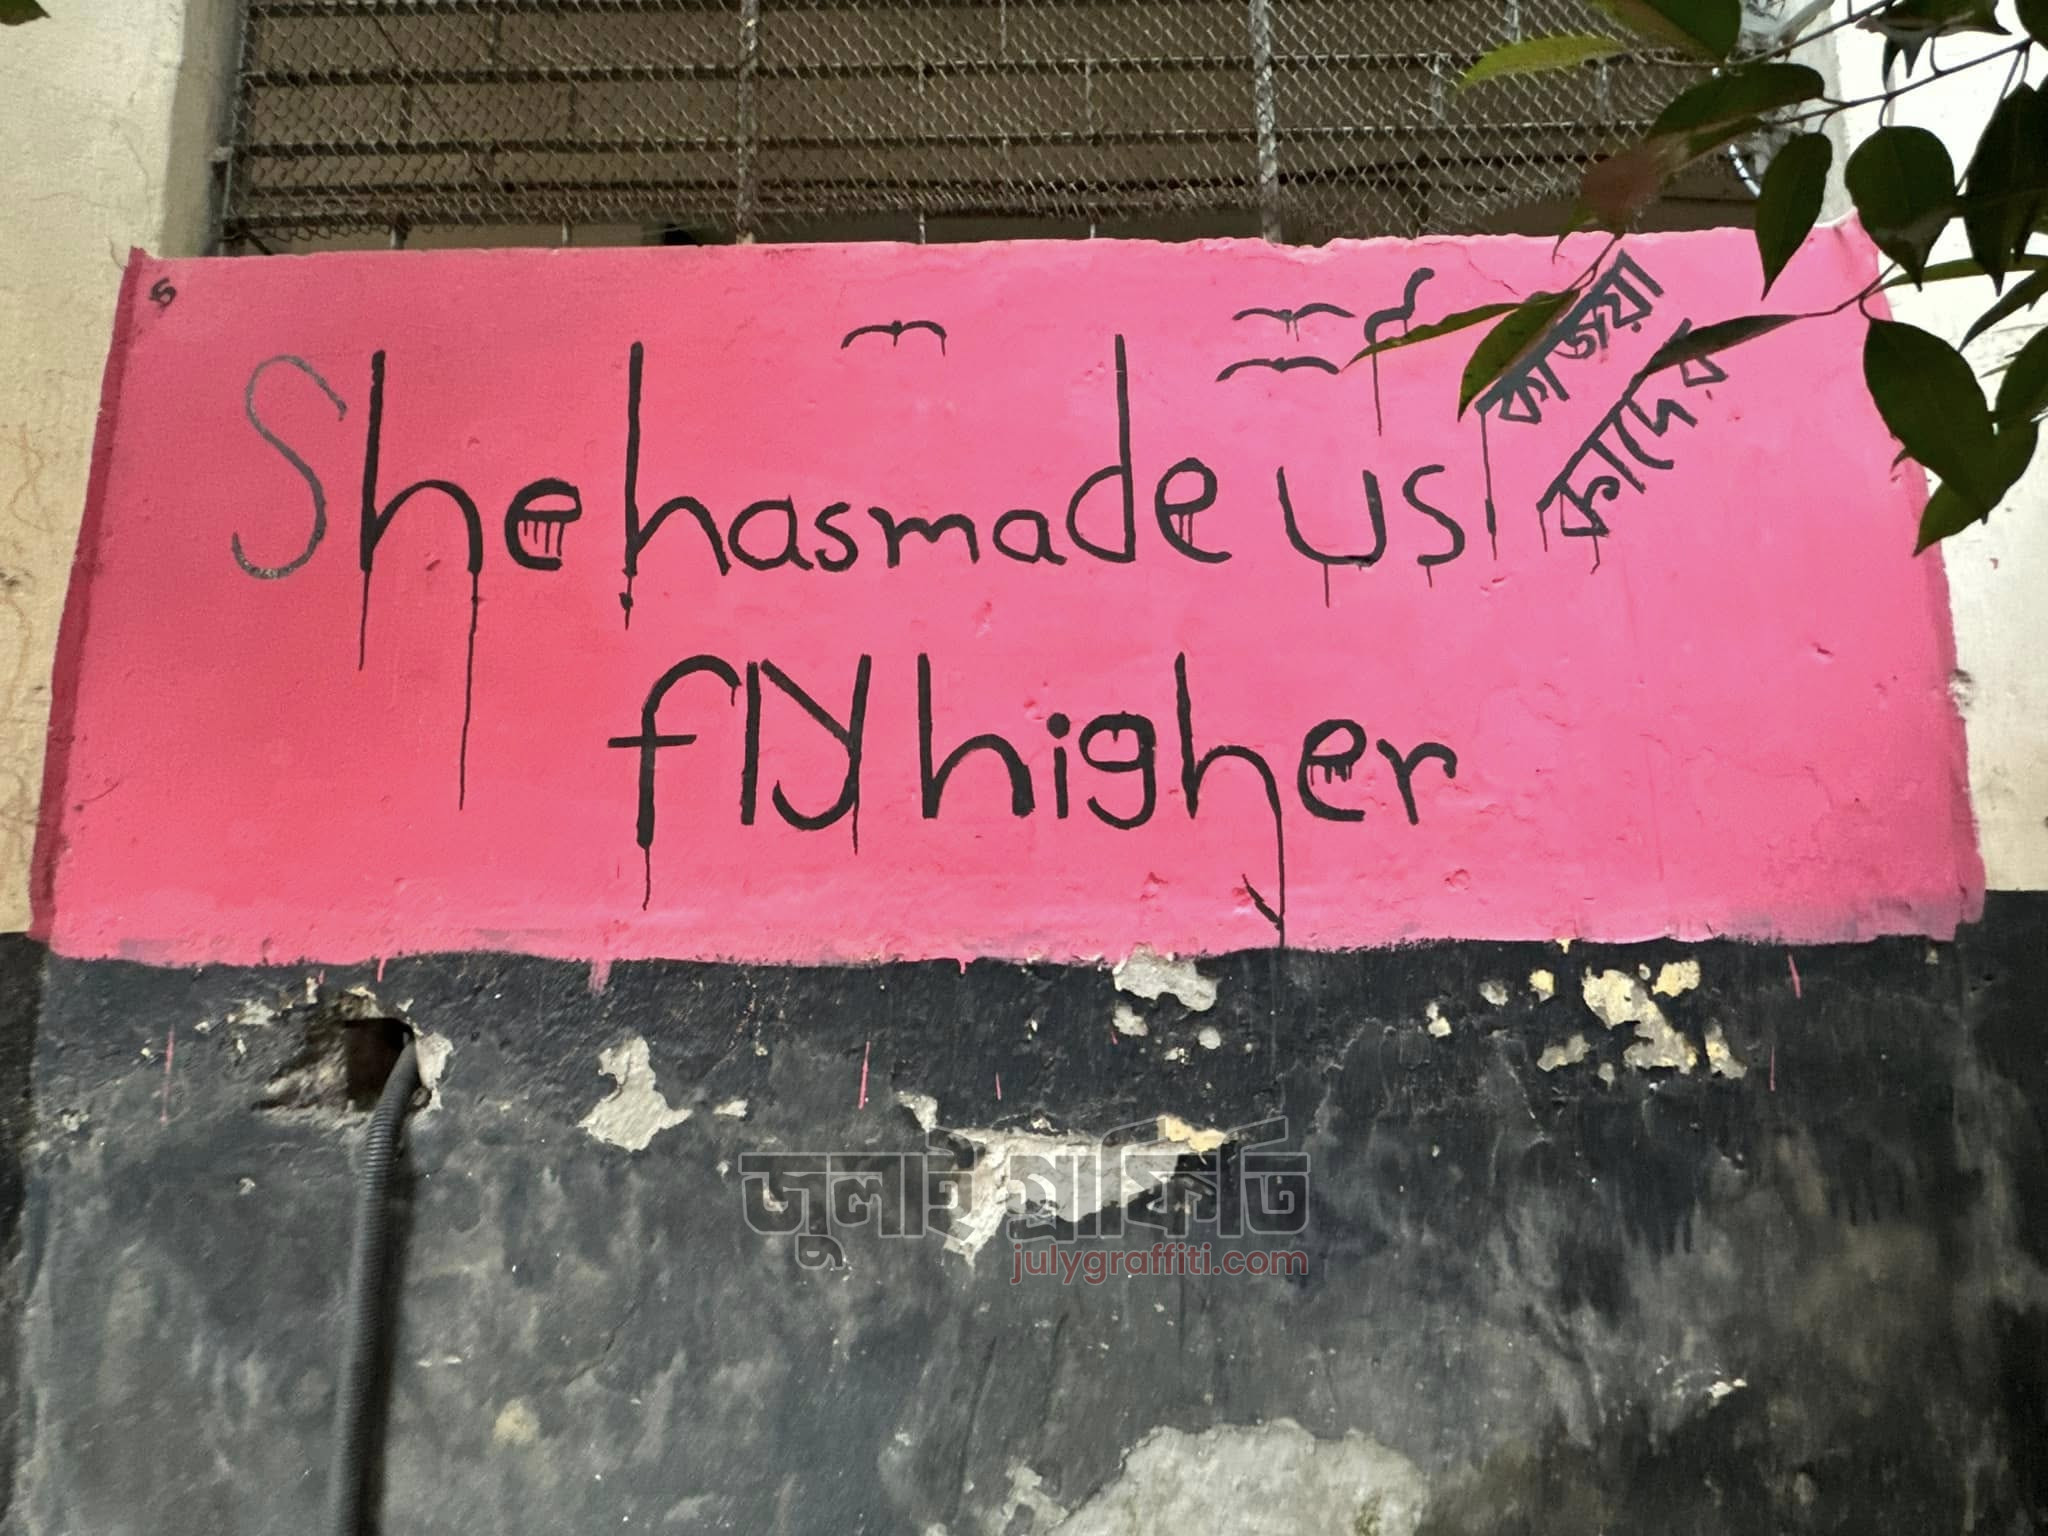 She has made us
fly higher
কাদের
জুলাই গ্রাফিতি
julygraffiti.com